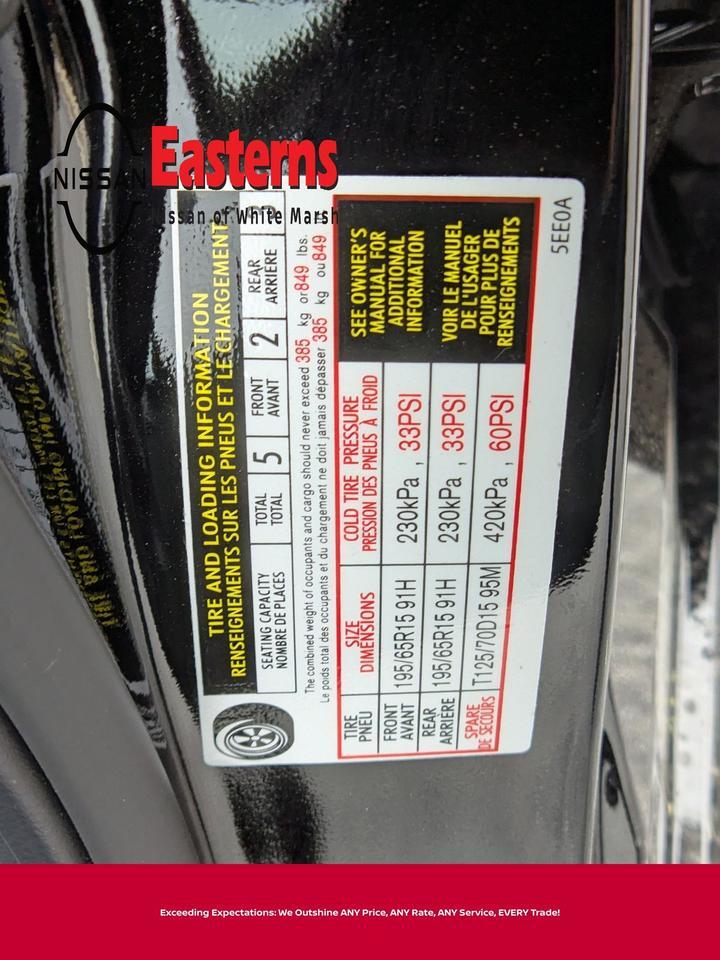 NISSAN
Easterns
Nissan of White Marsh
TIRE AND LOADING INFORMATION
RENSEIGNEMENTS SUR LES PNEUS ET LE CHARGEMENT
SEATING CAPACITY TOTAL 5 FRONT 2 REAR 3
NOMBRE DE PLACES TOTAL AVANT ARRIÈRE
The combined weight of occupants and cargo should never exceed 385 kg or 849 lbs.
Le poids total des occupants et du chargement ne doit jamais dépasser 385 kg ou 849
TIRE SIZE COLD TIRE PRESSURE
PNEU DIMENSIONS PRESSION DES PNEUS À FROID
FRONT
AVANT
195/65R15 91H 230kPa , 33PSI
REAR
ARRIÈRE
195/65R15 91H 230kPa , 33PSI
SPARE
DE SECOURS
T125/70D15 95M 420kPa , 60PSI
SEE OWNER'S
MANUAL FOR
ADDITIONAL
INFORMATION
VOIR LE MANUEL
DE L'USAGER
POUR PLUS DE
RENSEIGNEMENTS
5EE0A
Exceeding Expectations: We Outshine ANY Price, ANY Rate, ANY Service, EVERY Trade!